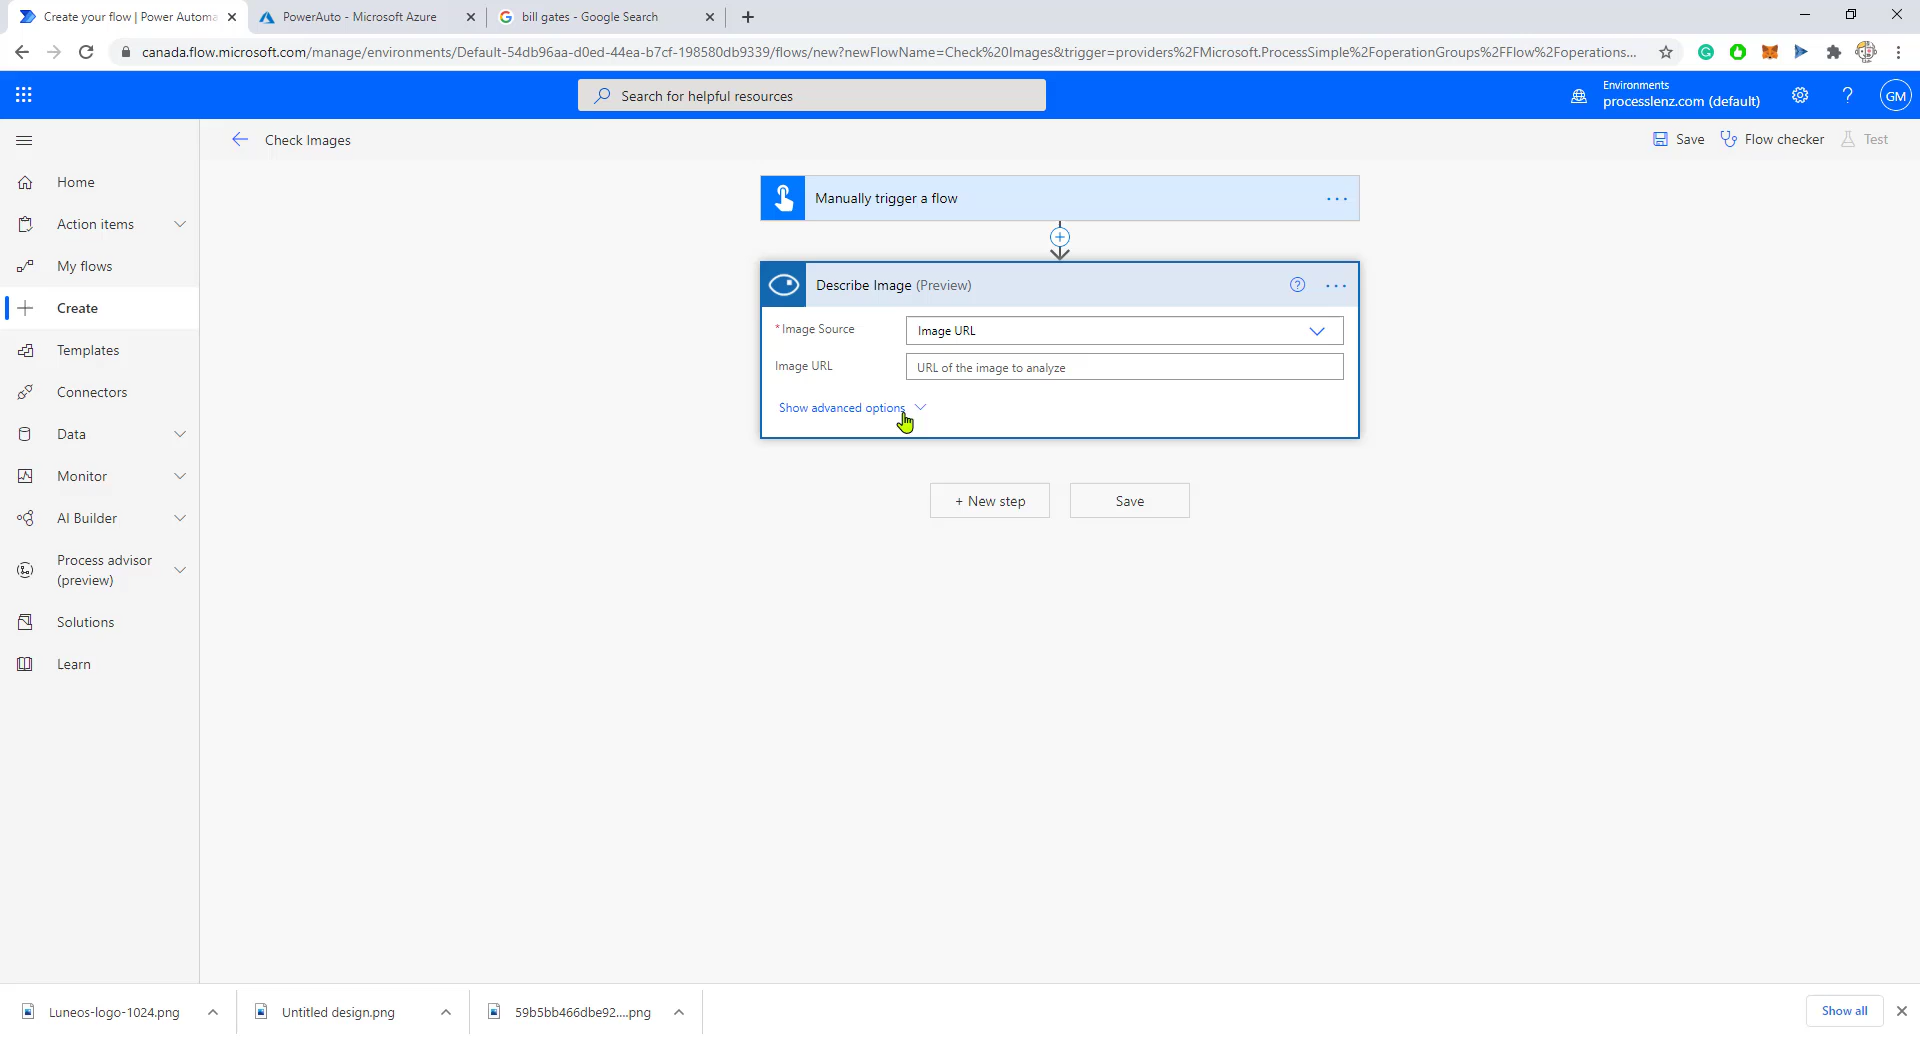 Create your flow | Power Automa
PowerAuto - Microsoft Azure
bill gates - Google Search
canada.flow.microsoft.com/manage/environments/Default-54db96aa-d0ed-44ea-b7cf-198580db9339/flows/new?newFlowName=Check%20Images&trigger=providers%2FMicrosoft.ProcessSimple%2FoperationGroups%2FFlow%2Foperations...
Search for helpful resources
Environments
processlenz.com (default)
GM
Check Images
Save
Flow checker
Test
Home
Action items
My flows
Create
Templates
Connectors
Data
Monitor
AI Builder
Process advisor
(preview)
Solutions
Learn
Manually trigger a flow
Describe Image (Preview)
* Image Source
Image URL
Image URL
URL of the image to analyze
Show advanced options
+ New step
Save
Luneos-logo-1024.png
Untitled design.png
59b5bb466dbe92....png
Show all